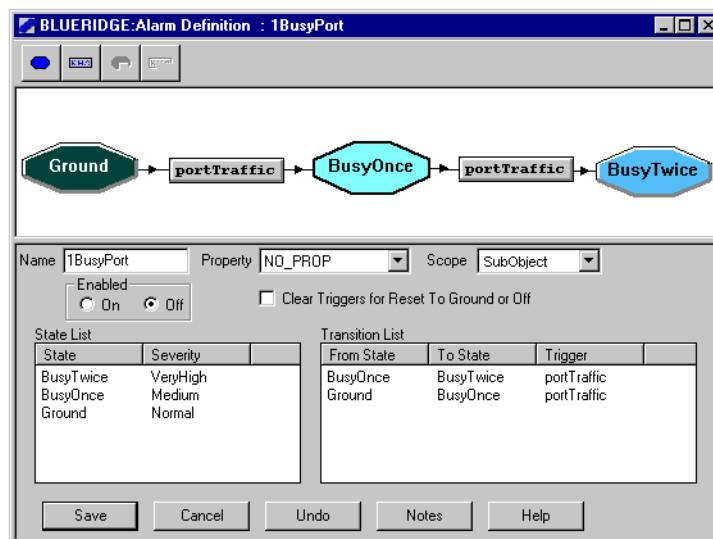 BLUERIDGE:Alarm Definition : 1BusyPort
Ground portTraffic BusyOnce portTraffic BusyTwice
Name 1BusyPort Property NO_PROP Scope SubObject
Enabled
On Off Clear Triggers for Reset To Ground or Off
State List Transition List
State Severity From State To State Trigger
BusyTwice VeryHigh BusyOnce BusyTwice portTraffic
BusyOnce Medium Ground BusyOnce portTraffic
Ground Normal
Save Cancel Undo Notes Help